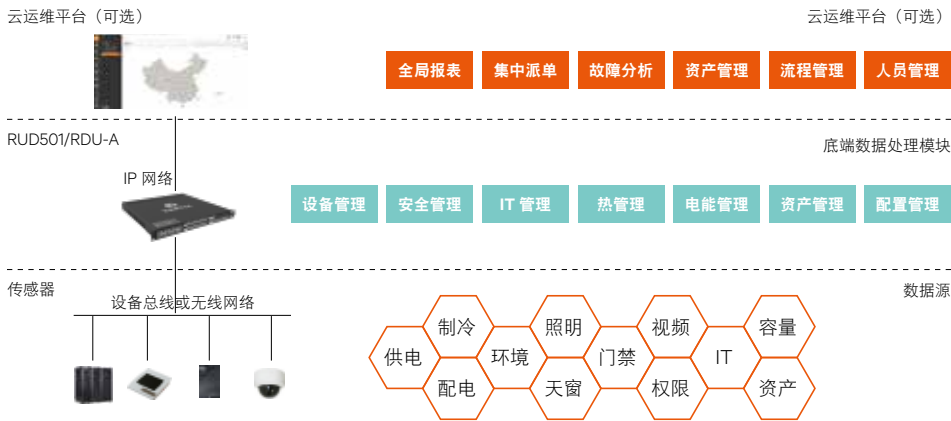 云运维平台（可选）
云运维平台（可选）
全局报表
集中派单
故障分析
资产管理
流程管理
人员管理
RUD501/RDU-A
底端数据处理模块
IP 网络
设备管理
安全管理
IT 管理
热管理
电能管理
资产管理
配置管理
传感器
数据源
设备总线或无线网络
制冷
照明
视频
容量
供电
环境
门禁
IT
配电
天窗
权限
资产